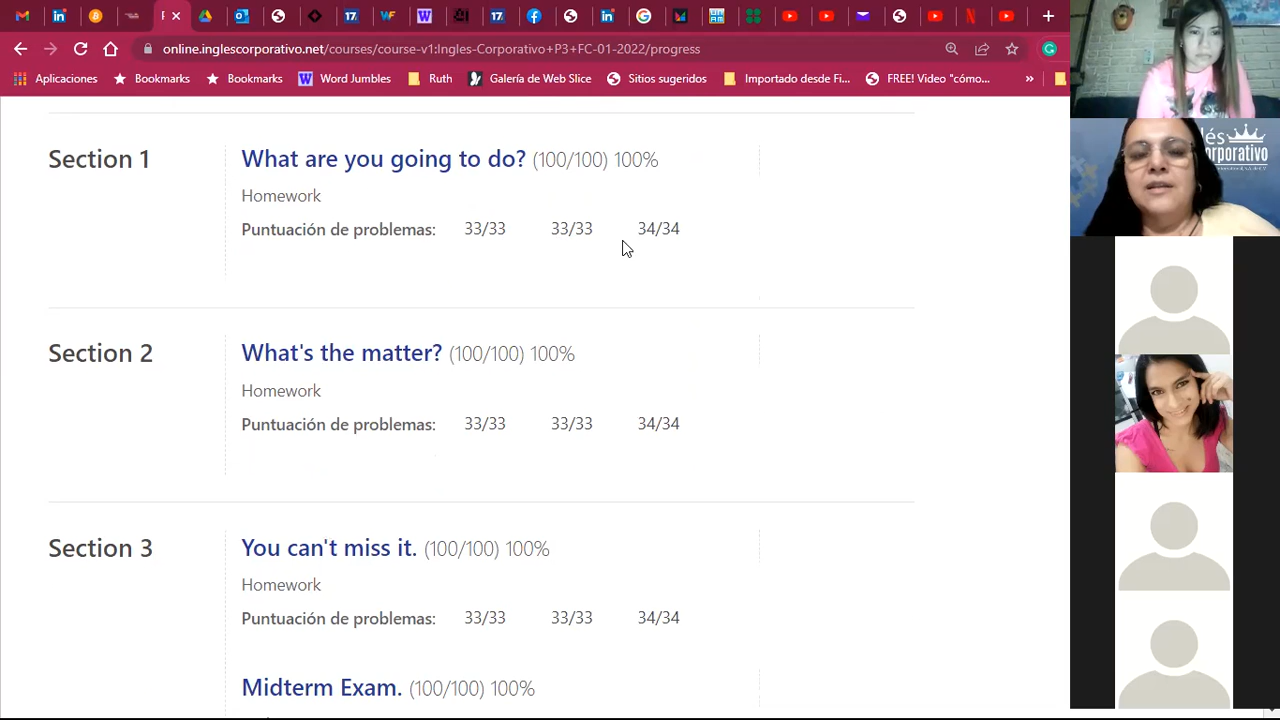 online.inglescorporativo.net/courses/course-v1:Ingles-Corporativo+P3+FC-01-2022/progress
Aplicaciones
Bookmarks
Bookmarks
Word Jumbles
Ruth
Galería de Web Slice
Sitios sugeridos
Importado desde Fi...
FREE! Video "cómo...
»
Section 1
What are you going to do? (100/100) 100%
Homework
Puntuación de problemas: 33/33 33/33 34/34
Section 2
What's the matter? (100/100) 100%
Homework
Puntuación de problemas: 33/33 33/33 34/34
Section 3
You can't miss it. (100/100) 100%
Homework
Puntuación de problemas: 33/33 33/33 34/34
Midterm Exam. (100/100) 100%